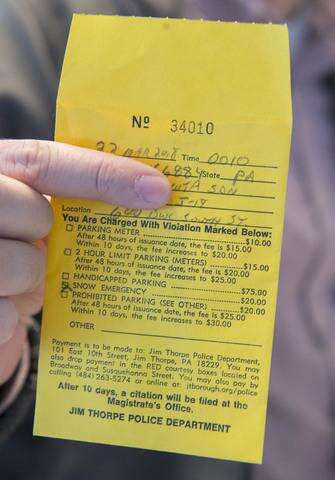 Nº 34010
22 MAR 2018 Time 0010
State PA
SON
Location ST
You Are Charged With Violation Marked Below:
PARKING METER $10.00
After 48 hours of issuance date, the fee is $15.00
Within 10 days, the fee increases to $20.00
2 HOUR LIMIT PARKING (METERS) $15.00
After 48 hours of issuance date, the fee is $20.00
Within 10 days, the fee increases to $25.00
HANDICAPPED PARKING $75.00
SNOW EMERGENCY $20.00
PROHIBITED PARKING (SEE OTHER) $20.00
After 48 hours of issuance date, the fee is $25.00
Within 10 days, the fee increases to $30.00
OTHER
Payment is to be made to: Jim Thorpe Police Department,
101 East 10th Street, Jim Thorpe, PA 18229. You may
also drop payment in the RED courtesy boxes located on
Broadway and Susquehanna Street. You may also pay by
calling (484) 263-5274 or online at: jtborough.org/police
After 10 days, a citation will be filed at the
Magistrate's Office.
JIM THORPE POLICE DEPARTMENT